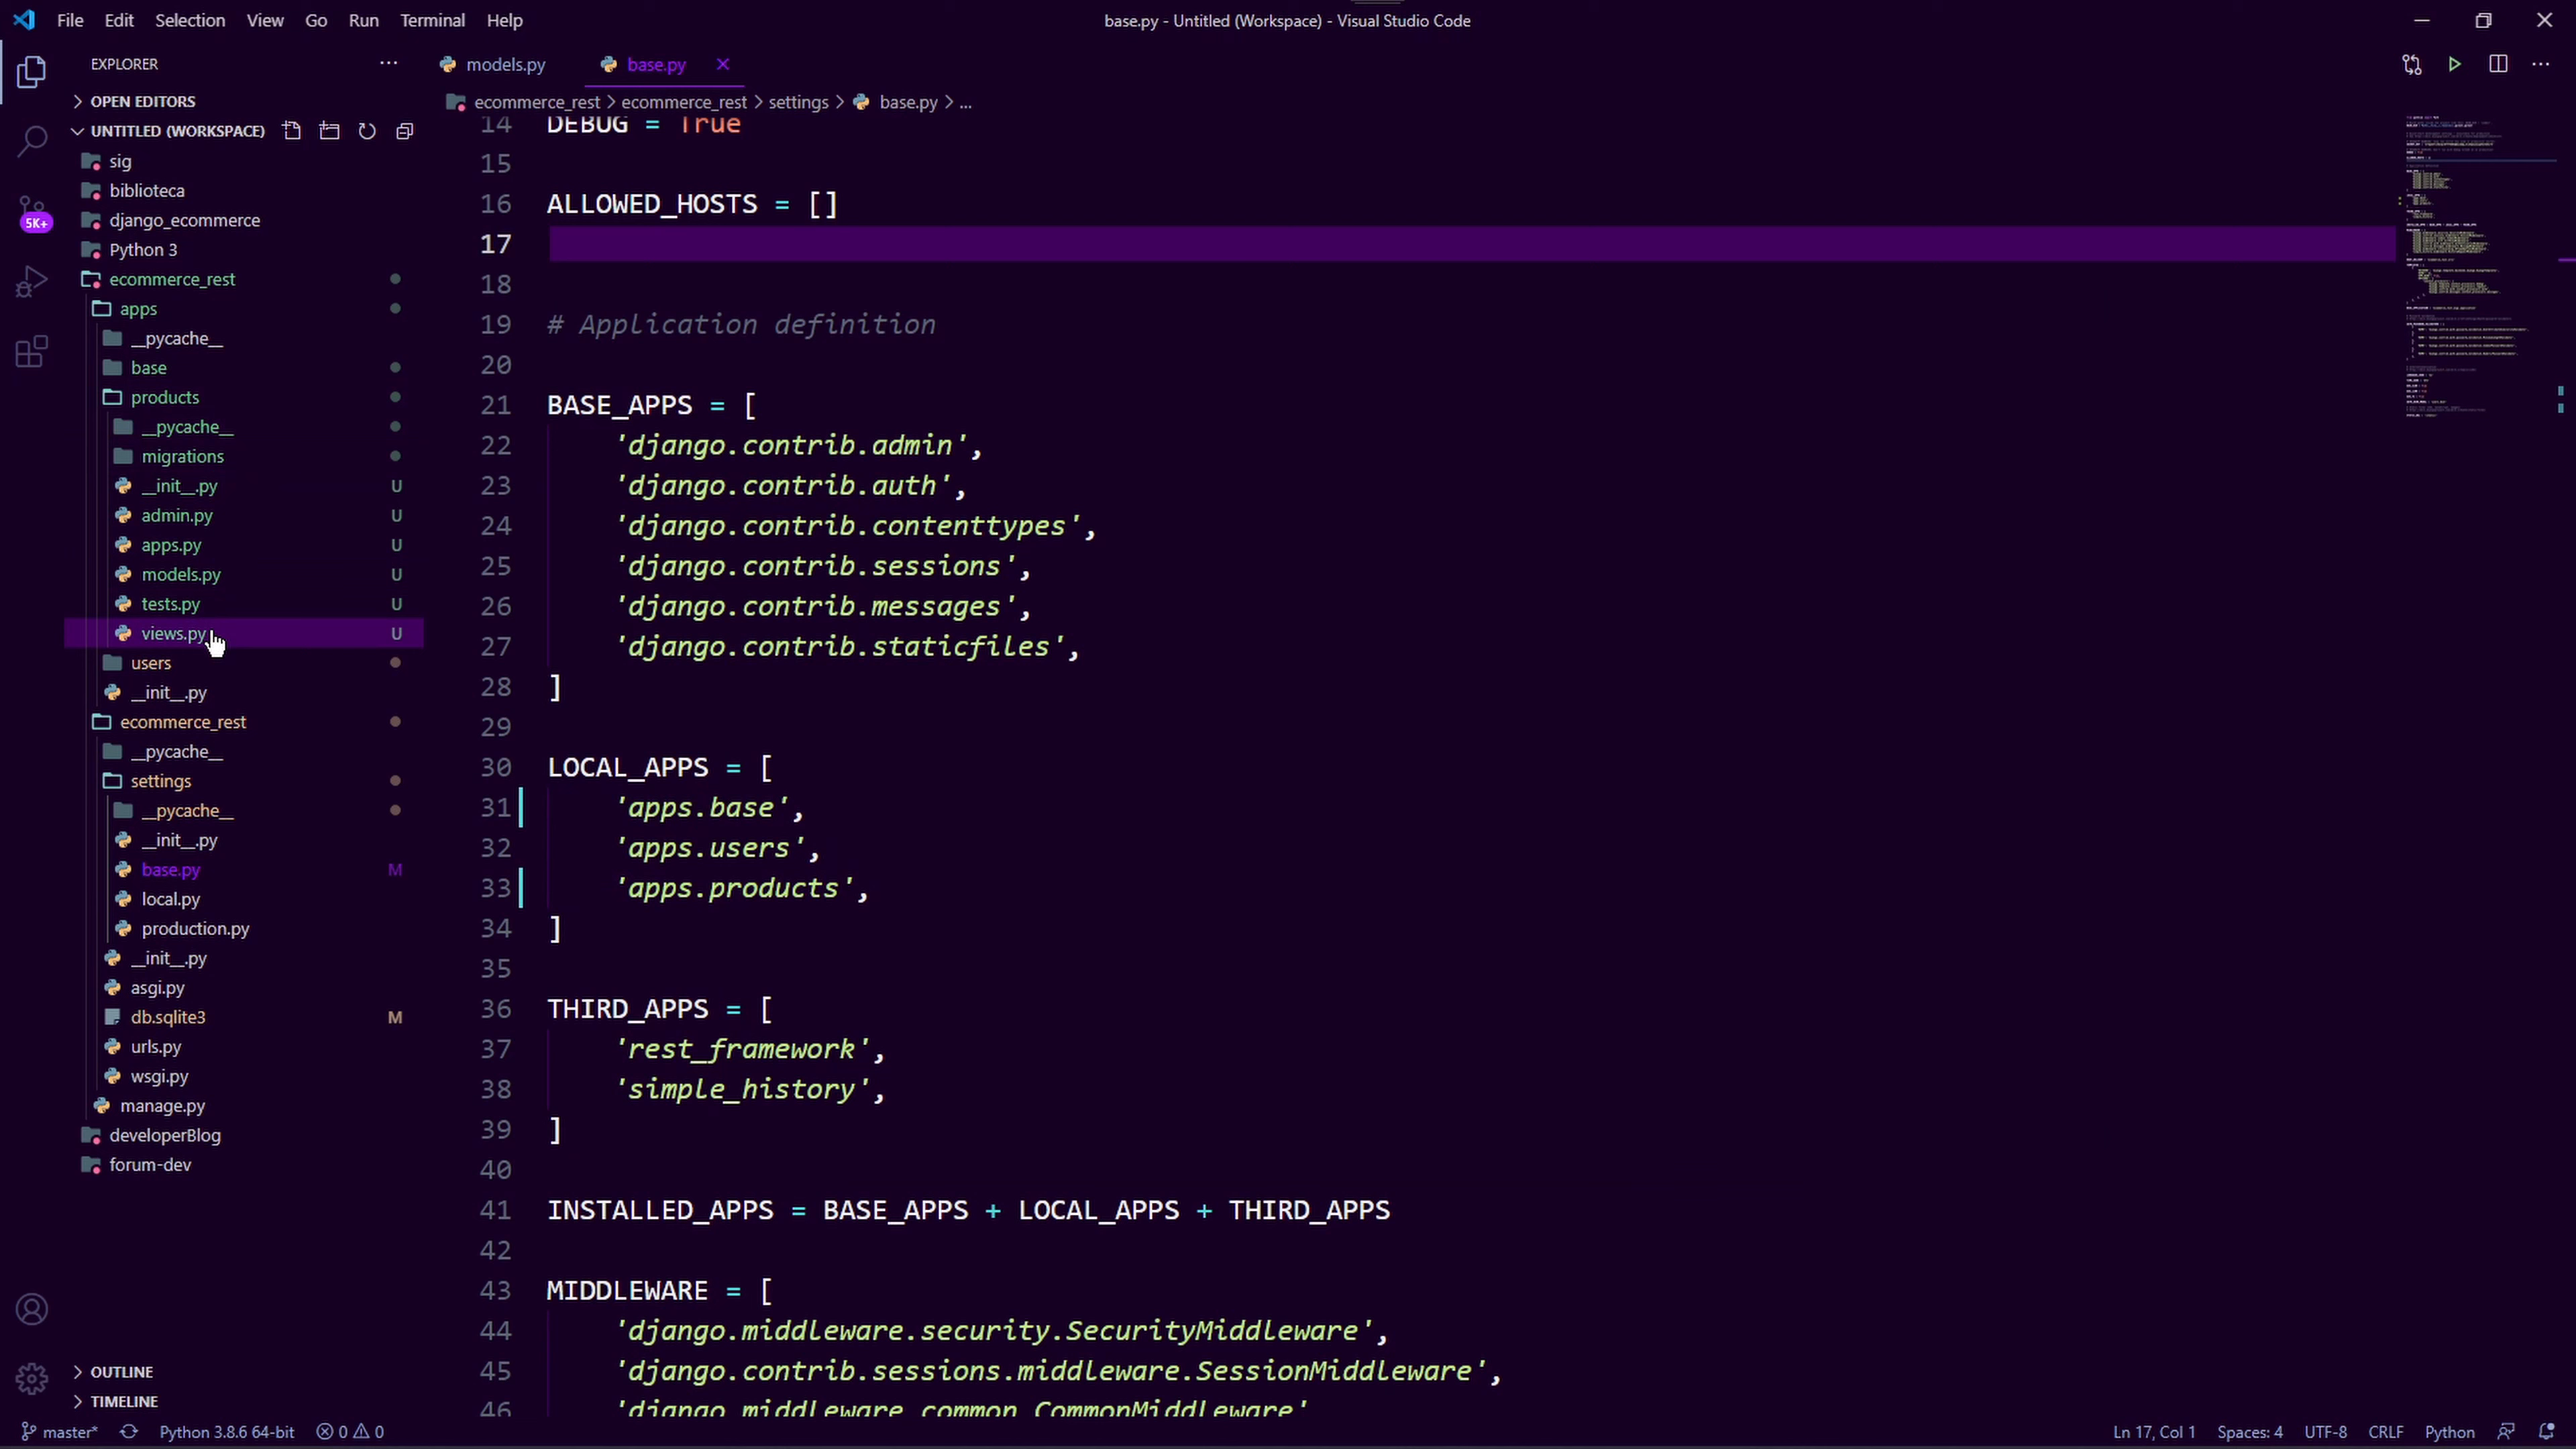 File Edit Selection View Go Run Terminal Help
base.py - Untitled (Workspace) - Visual Studio Code
EXPLORER
OPEN EDITORS
UNTITLED (WORKSPACE)
sig
biblioteca
django_ecommerce
5K+
Python 3
ecommerce_rest
apps
__pycache__
base
products
__pycache__
migrations
__init__.py U
admin.py U
apps.py U
models.py U
tests.py U
views.py U
users
__init__.py
ecommerce_rest
__pycache__
settings
__pycache__
__init__.py
base.py M
local.py
production.py
__init__.py
asgi.py
db.sqlite3 M
urls.py
wsgi.py
manage.py
developerBlog
forum-dev
OUTLINE
TIMELINE
models.py base.py
ecommerce_rest > ecommerce_rest > settings > base.py > ...
14 DEBUG = True
15
16 ALLOWED_HOSTS = []
17
18
19 # Application definition
20
21 BASE_APPS = [
22 'django.contrib.admin',
23 'django.contrib.auth',
24 'django.contrib.contenttypes',
25 'django.contrib.sessions',
26 'django.contrib.messages',
27 'django.contrib.staticfiles',
28 ]
29
30 LOCAL_APPS = [
31 'apps.base',
32 'apps.users',
33 'apps.products',
34 ]
35
36 THIRD_APPS = [
37 'rest_framework',
38 'simple_history',
39 ]
40
41 INSTALLED_APPS = BASE_APPS + LOCAL_APPS + THIRD_APPS
42
43 MIDDLEWARE = [
44 'django.middleware.security.SecurityMiddleware',
45 'django.contrib.sessions.middleware.SessionMiddleware',
46 'django.middleware.common.CommonMiddleware'
master* Python 3.8.6 64-bit 0 0 Ln 17, Col 1 Spaces: 4 UTF-8 CRLF Python